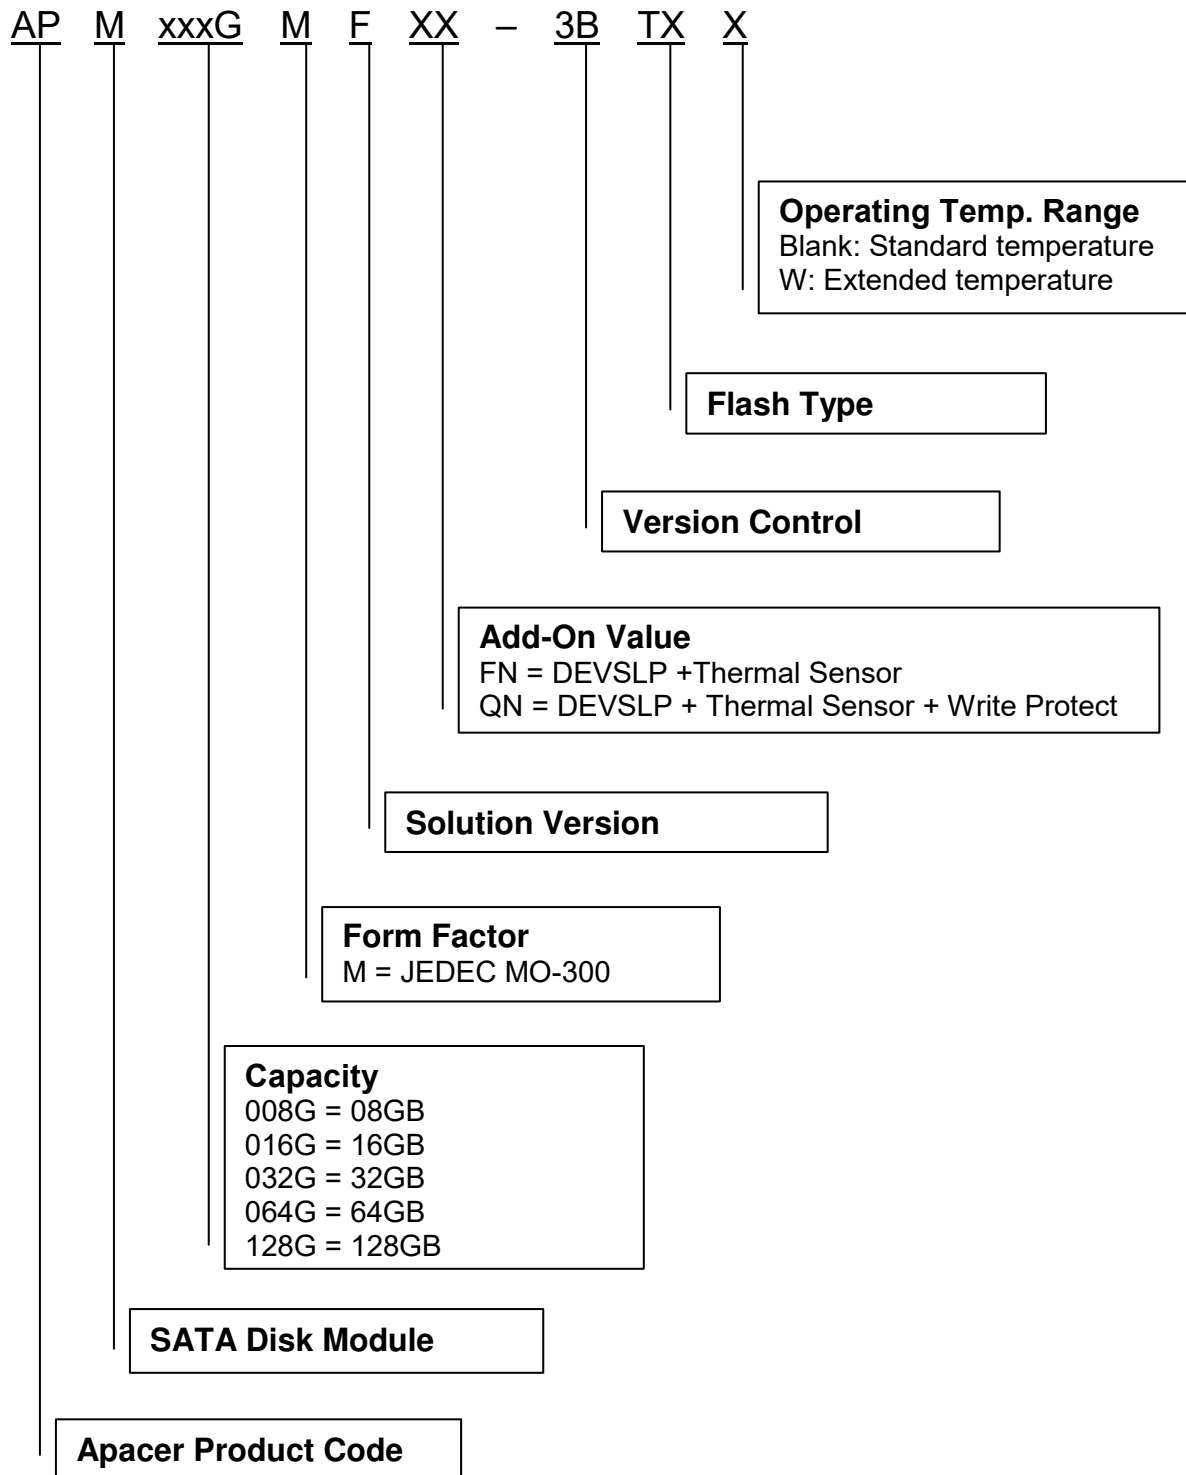 AP M xxxG M F XX – 3B TX X
Operating Temp. Range
Blank: Standard temperature
W: Extended temperature
Flash Type
Version Control
Add-On Value
FN = DEVSLP +Thermal Sensor
QN = DEVSLP + Thermal Sensor + Write Protect
Solution Version
Form Factor
M = JEDEC MO-300
Capacity
008G = 08GB
016G = 16GB
032G = 32GB
064G = 64GB
128G = 128GB
SATA Disk Module
Apacer Product Code